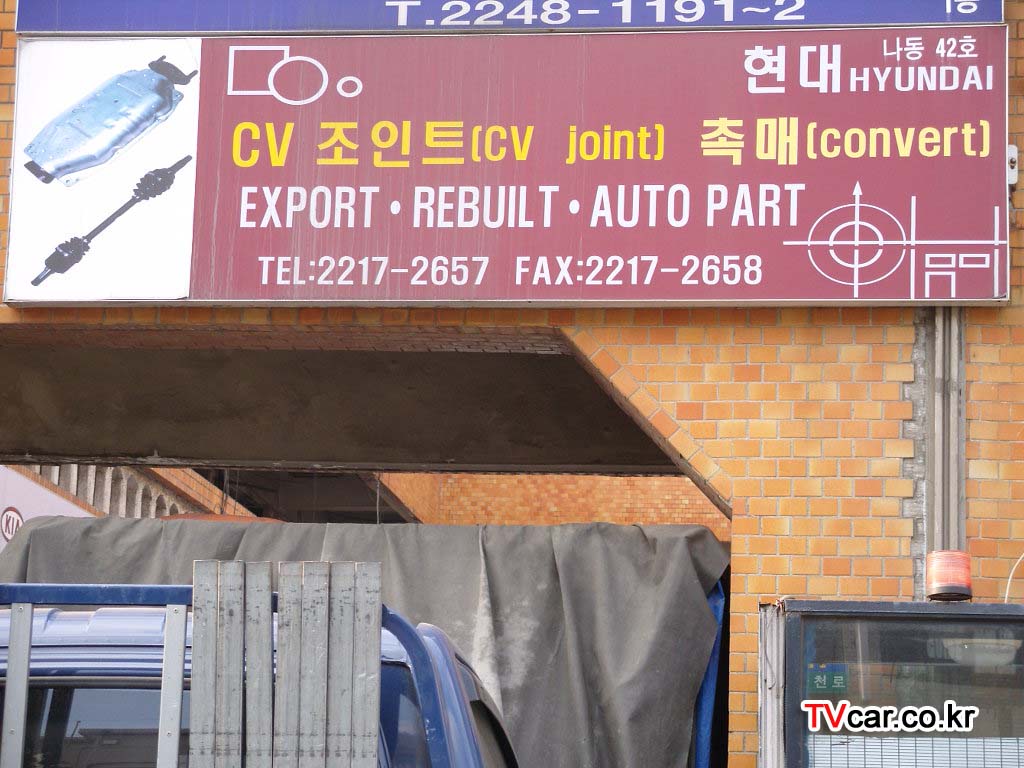 T.2248-1191~2
현대 나동 42호
HYUNDAI
CV 조인트(CV joint) 촉매(convert)
EXPORT • REBUILT • AUTO PART
TEL:2217-2657 FAX:2217-2658
KIA
천로
TVcar.co.kr